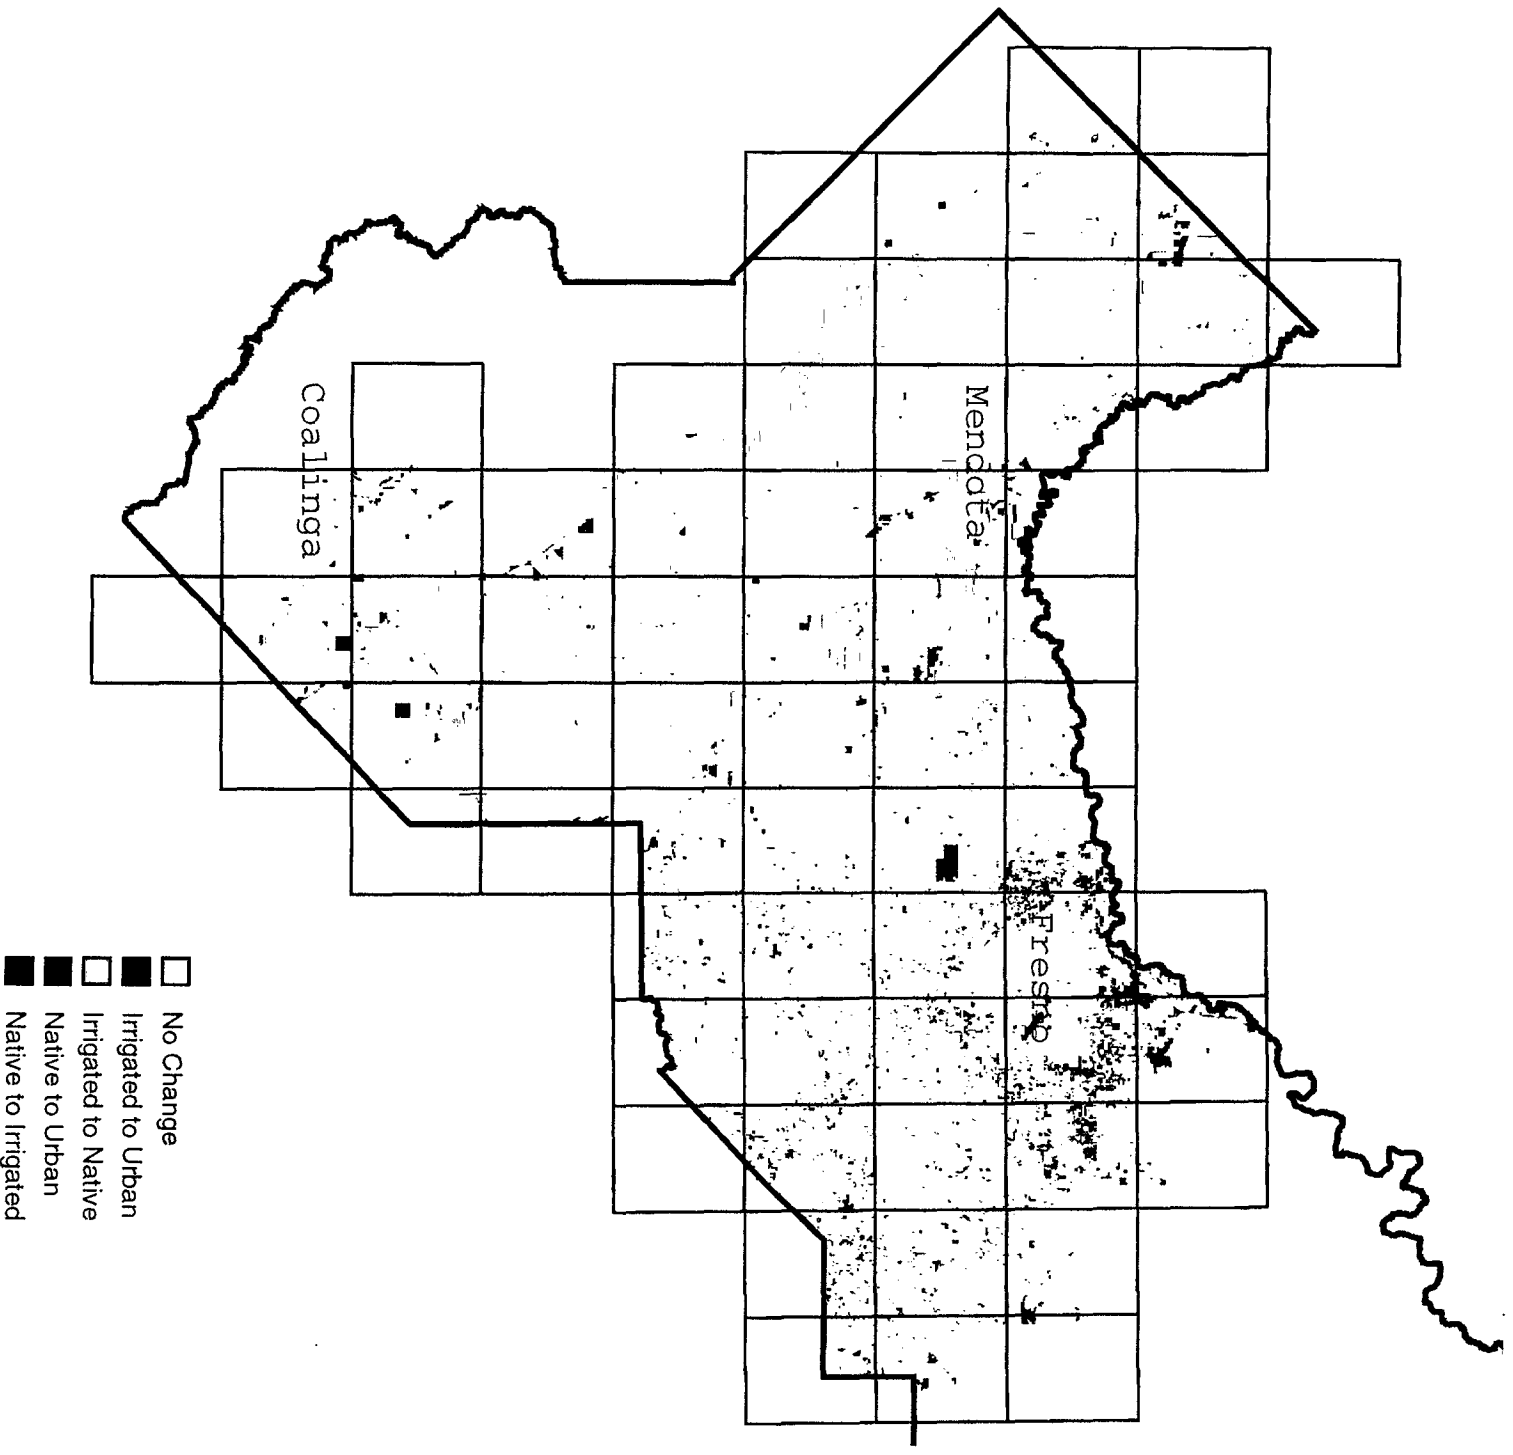 Coalinga
Mendota
Fresno
No Change
Irrigated to Urban
Irrigated to Native
Native to Urban
Native to Irrigated